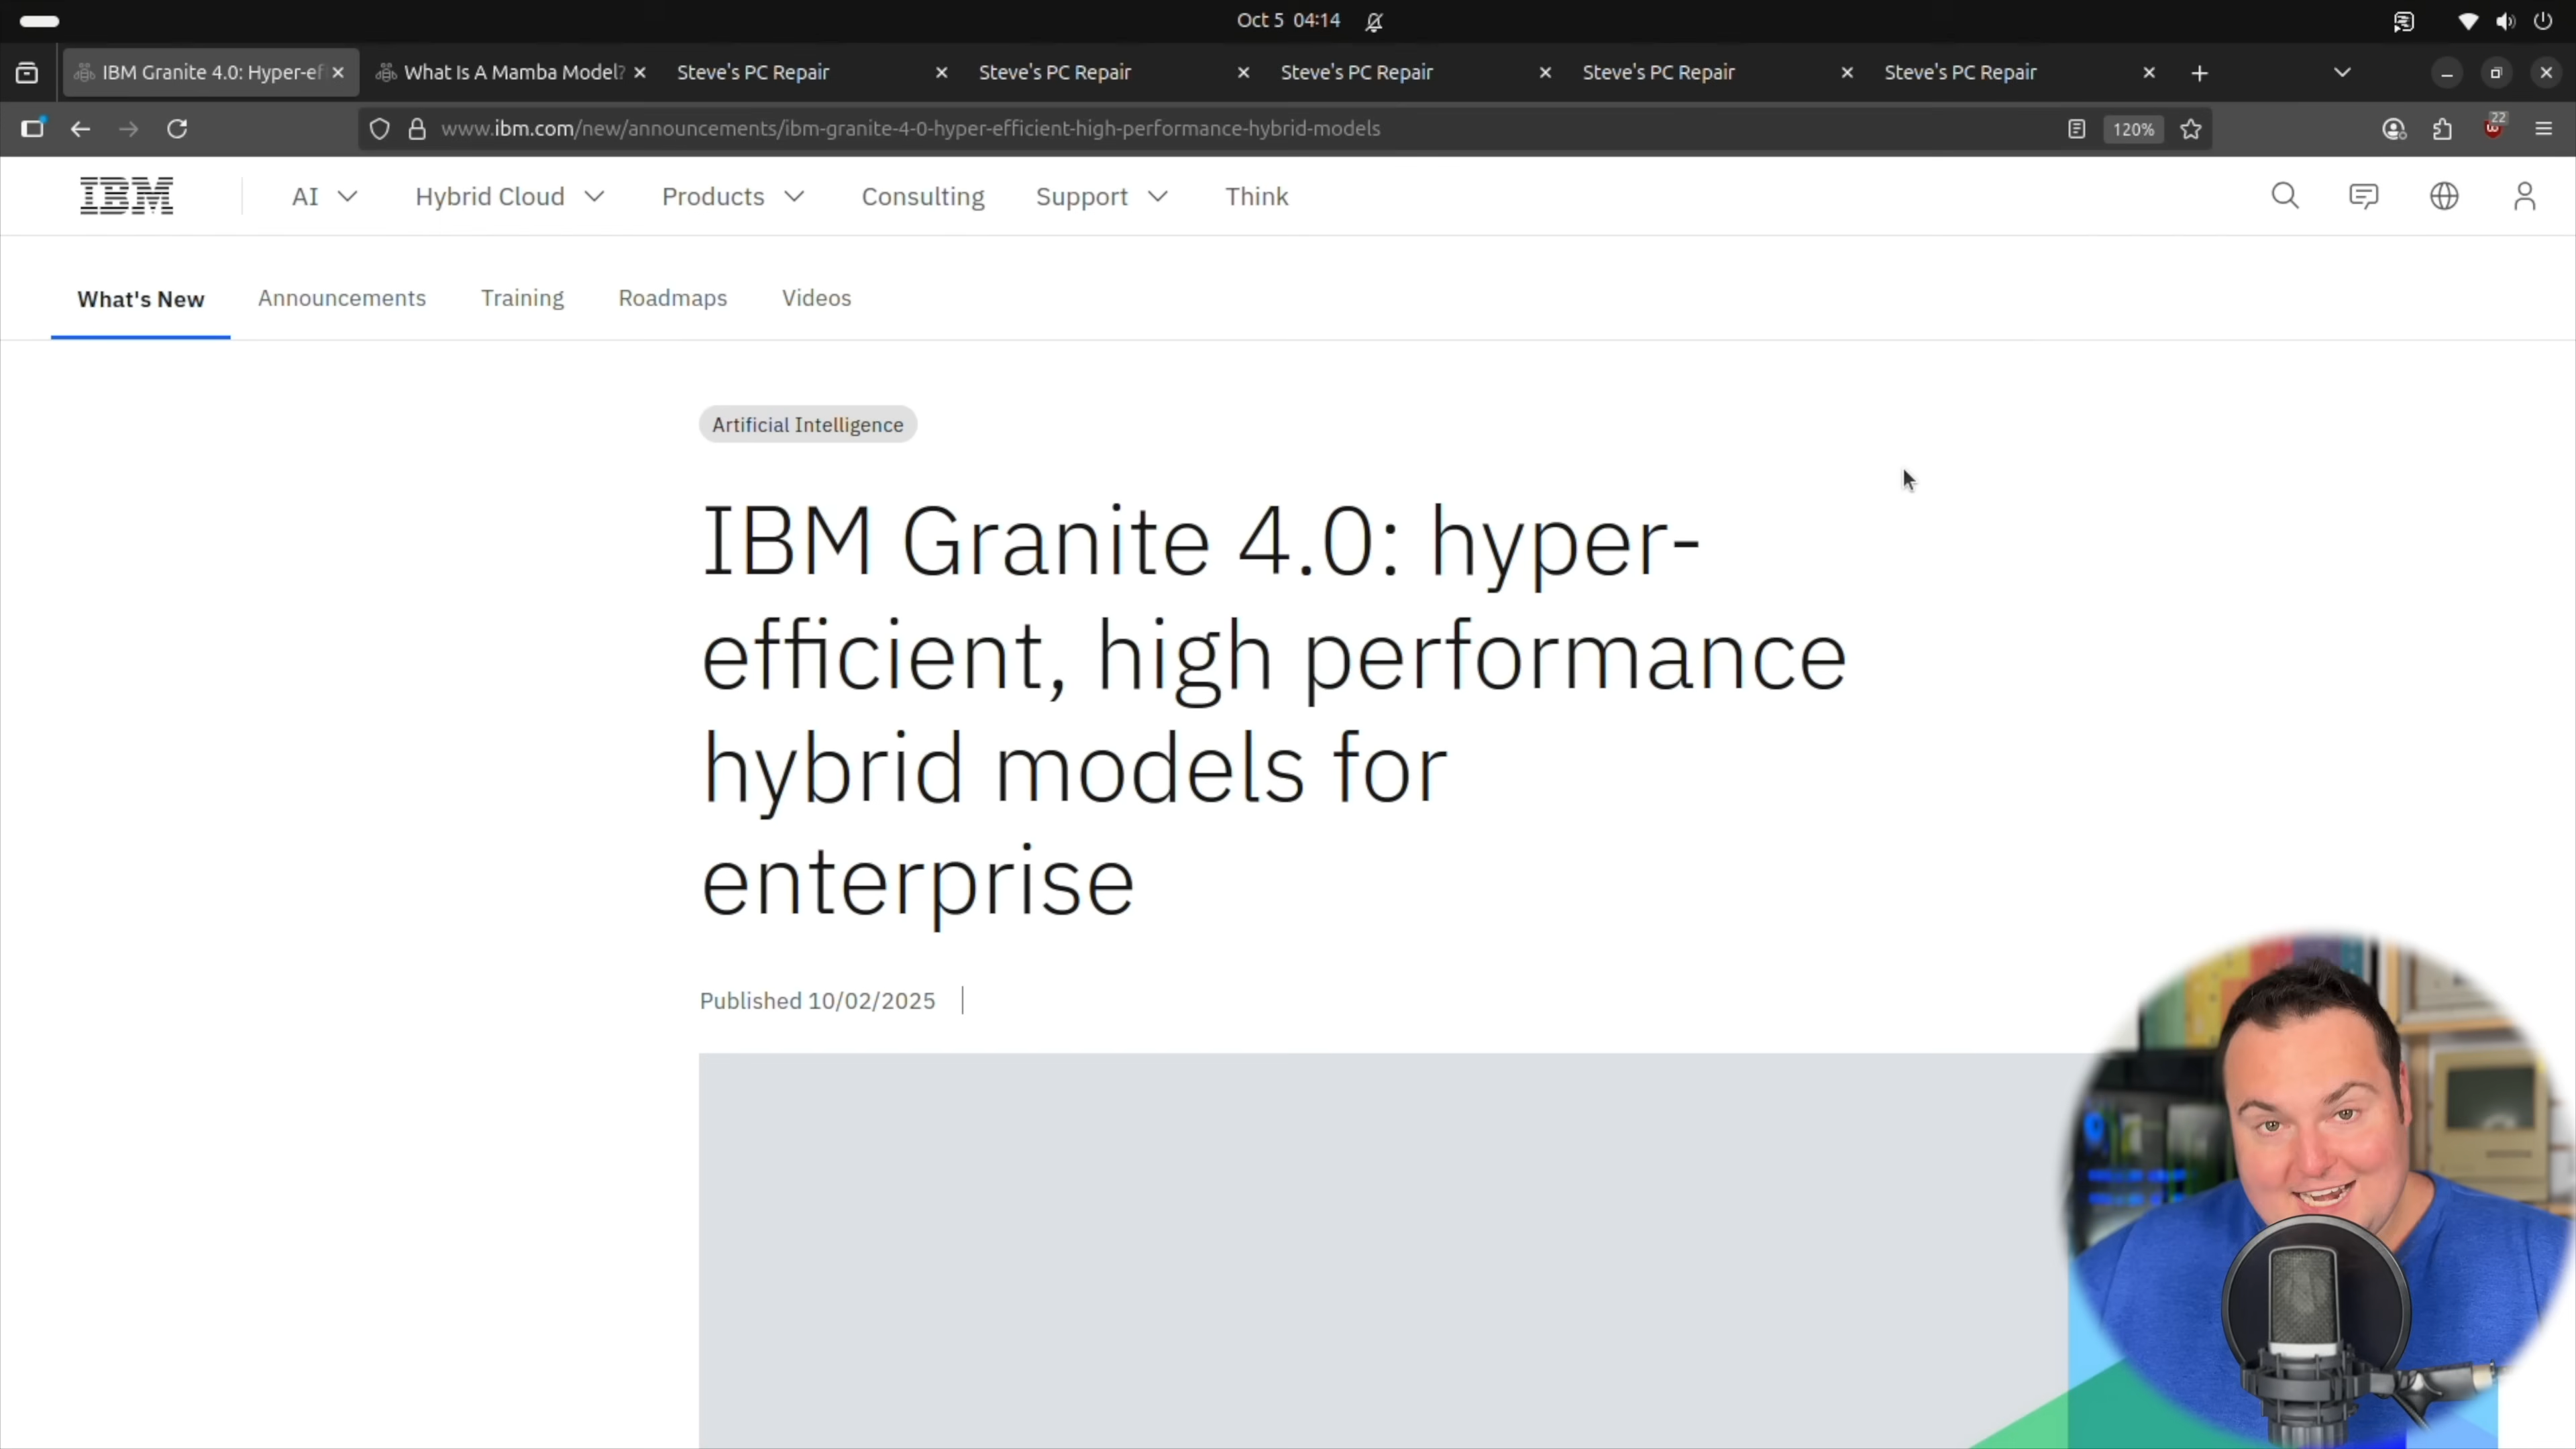 Oct 5 04:14
IBM Granite 4.0: Hyper-ef
What Is A Mamba Model?
Steve's PC Repair
Steve's PC Repair
Steve's PC Repair
Steve's PC Repair
Steve's PC Repair
www.ibm.com/new/announcements/ibm-granite-4-0-hyper-efficient-high-performance-hybrid-models
120%
22
IBM
AI
Hybrid Cloud
Products
Consulting
Support
Think
What's New
Announcements
Training
Roadmaps
Videos
Artificial Intelligence
IBM Granite 4.0: hyper-
efficient, high performance
hybrid models for
enterprise
Published 10/02/2025